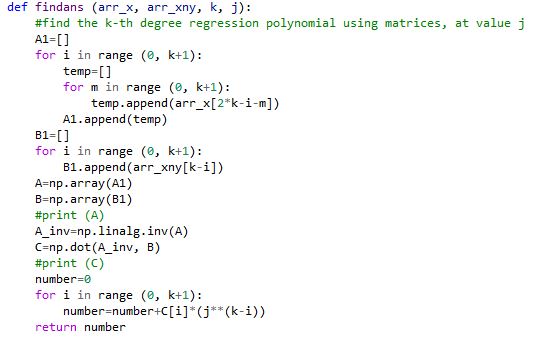 def findans (arr_x, arr_xny, k, j):
    #find the k-th degree regression polynomial using matrices, at value j
    A1=[]
    for i in range (0, k+1):
        temp=[]
        for m in range (0, k+1):
            temp.append(arr_x[2*k-i-m])
        A1.append(temp)
    B1=[]
    for i in range (0, k+1):
        B1.append(arr_xny[k-i])
    A=np.array(A1)
    B=np.array(B1)
    #print (A)
    A_inv=np.linalg.inv(A)
    C=np.dot(A_inv, B)
    #print (C)
    number=0
    for i in range (0, k+1):
        number=number+C[i]*(j**(k-i))
    return number